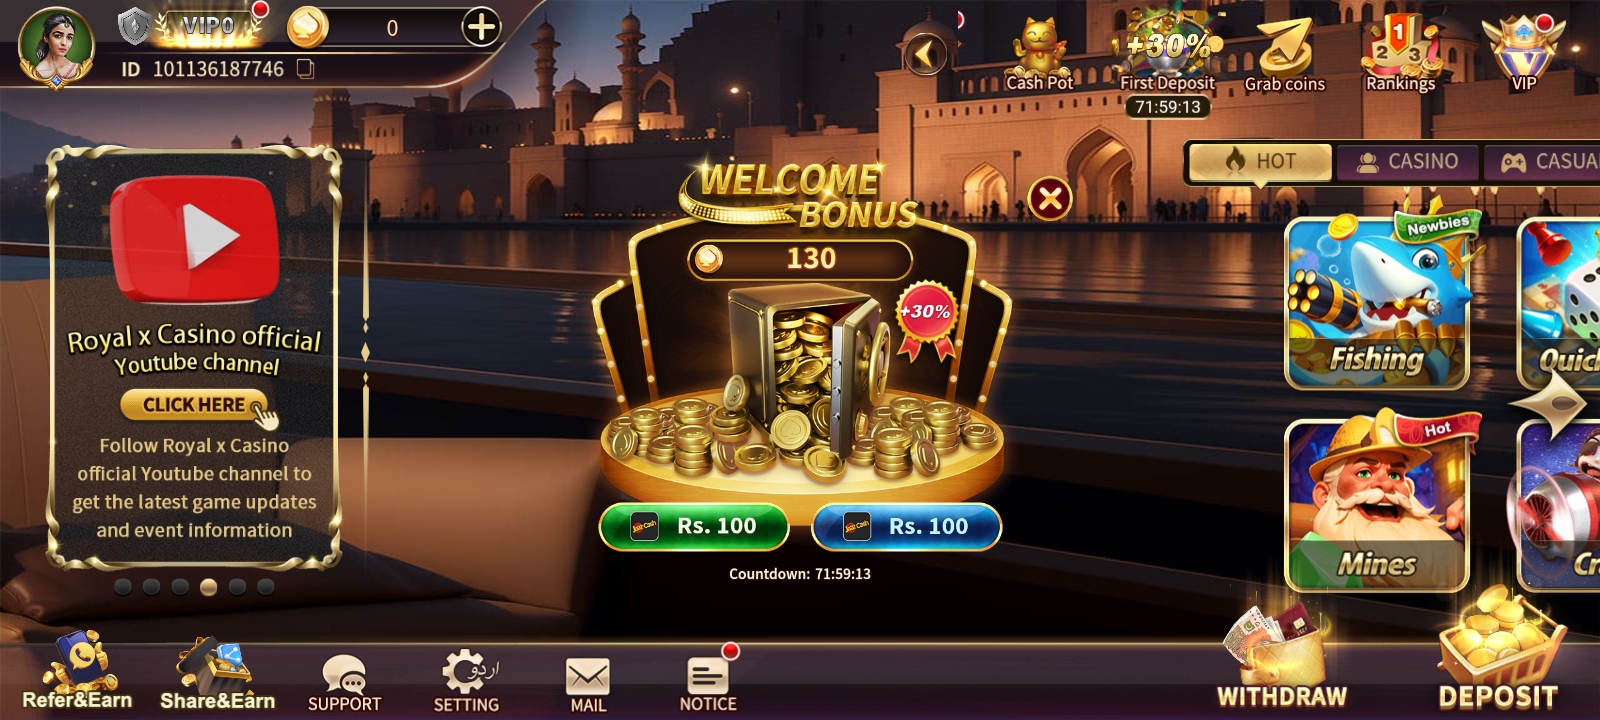 VIP0
0
ID 101136187746
+30%
Cash Pot
First Deposit
71:59:13
Grab coins
1
2 3
Rankings
VIP
HOT
CASINO
CASUA
WELCOME
BONUS
130
+30%
Rs. 100
Rs. 100
Countdown: 71:59:13
Royal x Casino official
Youtube channel
CLICK HERE
Follow Royal x Casino
official Youtube channel to
get the latest game updates
and event information
Newbies
Fishing
Quic
Hot
Mines
Cr
Refer&Earn
Share&Earn
SUPPORT
اردو
SETTING
MAIL
NOTICE
WITHDRAW
DEPOSIT